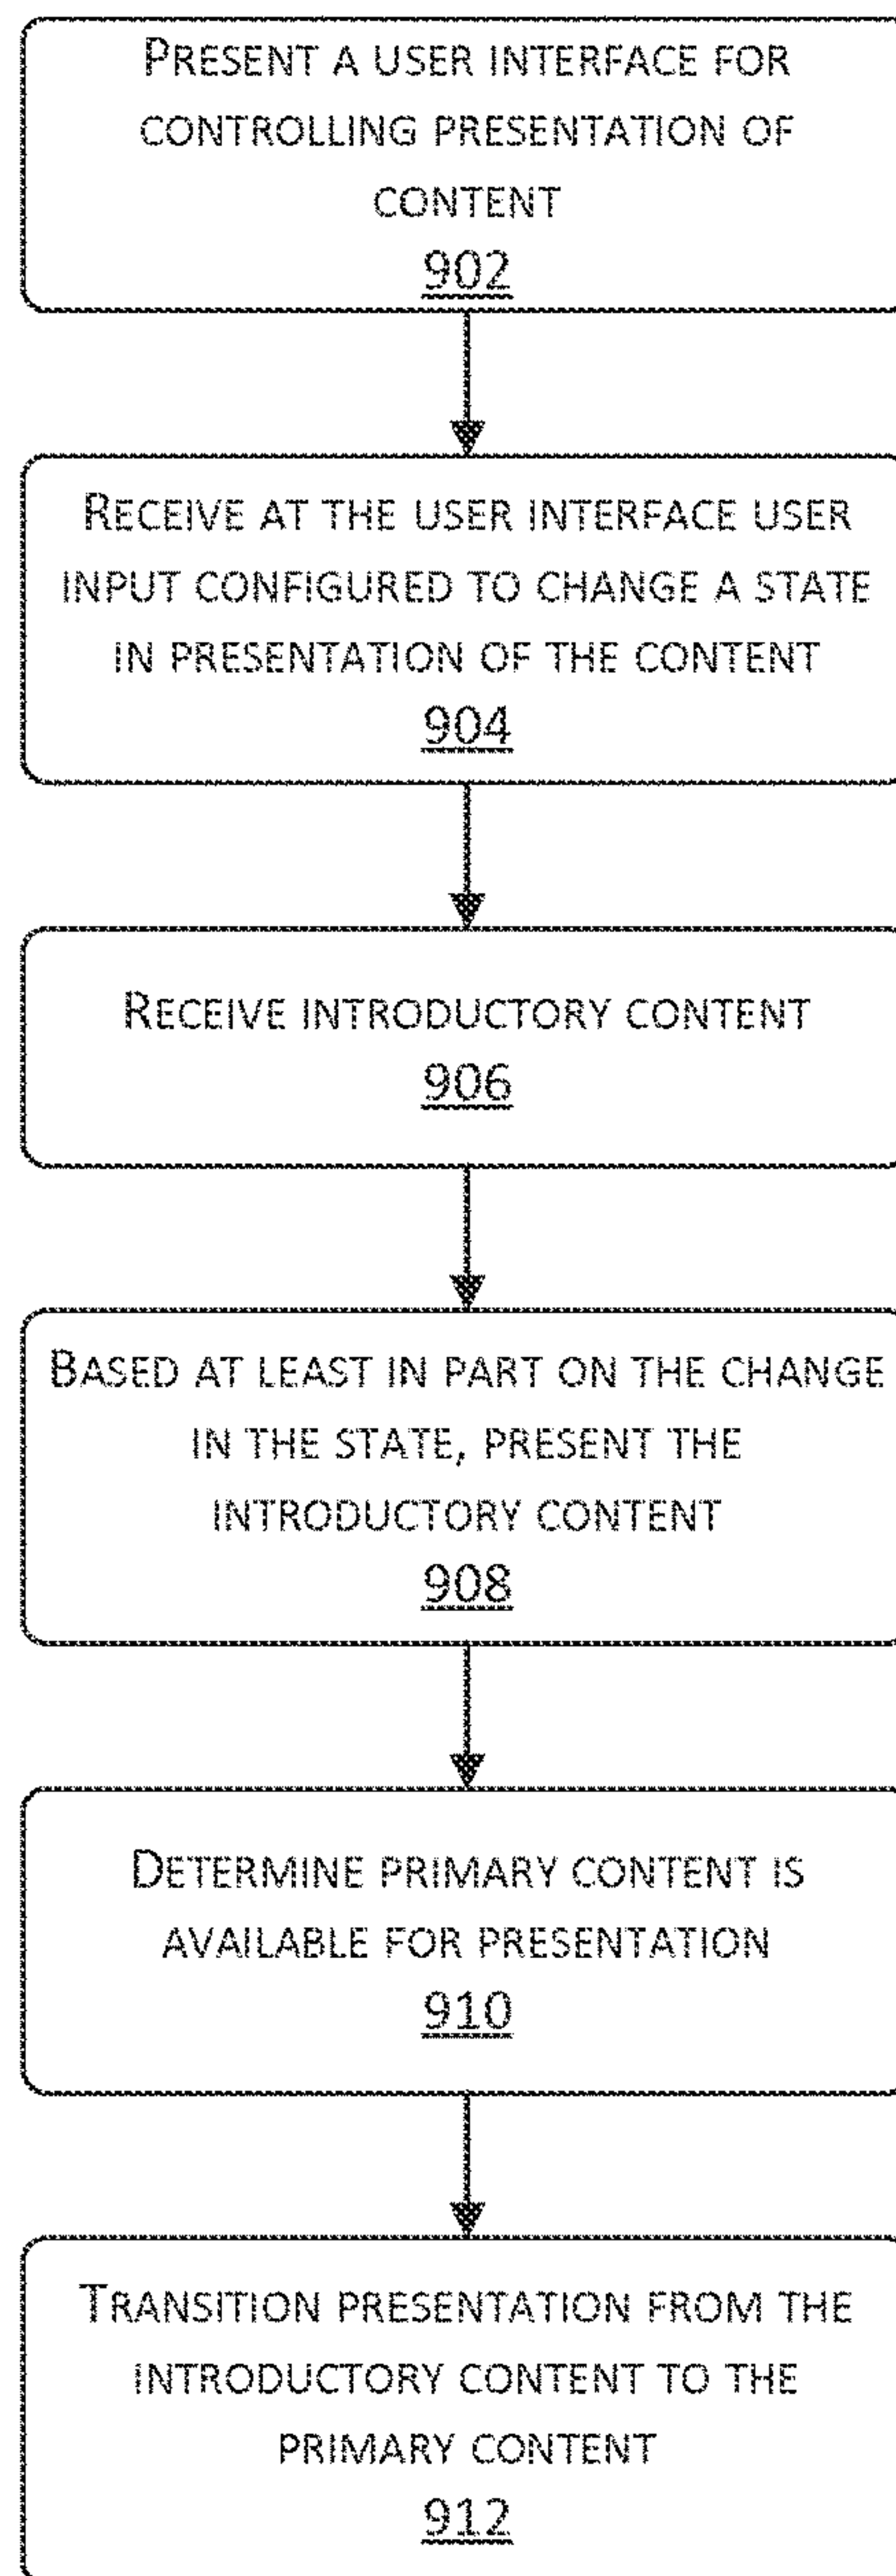 PRESENT A USER INTERFACE FOR
CONTROLLING PRESENTATION OF
CONTENT
902
RECEIVE AT THE USER INTERFACE USER
INPUT CONFIGURED TO CHANGE A STATE
IN PRESENTATION OF THE CONTENT
904
RECEIVE INTRODUCTORY CONTENT
906
BASED AT LEAST IN PART ON THE CHANGE
IN THE STATE, PRESENT THE
INTRODUCTORY CONTENT
908
DETERMINE PRIMARY CONTENT IS
AVAILABLE FOR PRESENTATION
910
TRANSITION PRESENTATION FROM THE
INTRODUCTORY CONTENT TO THE
PRIMARY CONTENT
912